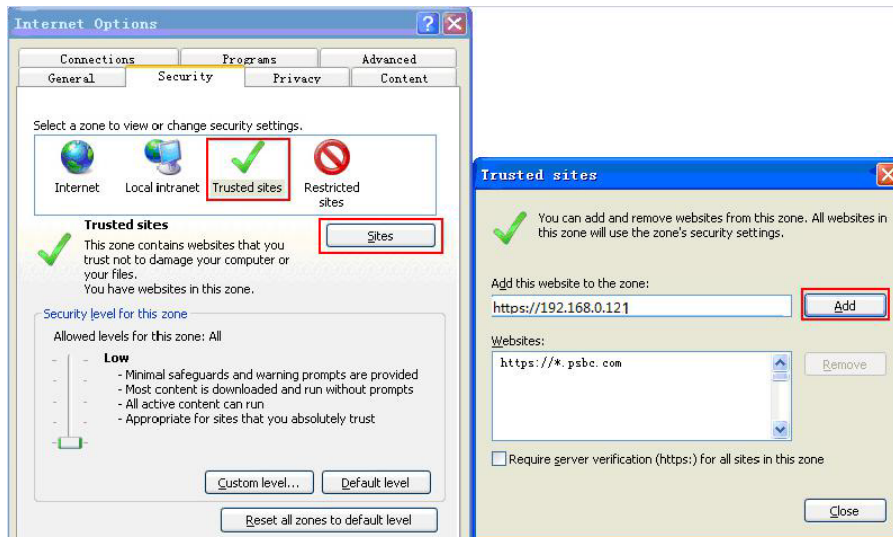 Internet Options
?
Connections
Programs
Advanced
General
Security
Privacy
Content
Select a zone to view or change security settings.
Internet
Local intranet
Trusted sites
Restricted
sites
Trusted sites
Sites
This zone contains websites that you
trust not to damage your computer or
your files.
You have websites in this zone.
Security level for this zone
Allowed levels for this zone: All
Low
- Minimal safeguards and warning prompts are provided
- Most content is downloaded and run without prompts
- All active content can run
- Appropriate for sites that you absolutely trust
Custom level...
Default level
Reset all zones to default level
Trusted sites
You can add and remove websites from this zone. All websites in
this zone will use the zone's security settings.
Add this website to the zone:
https://192.168.0.121
Add
Websites:
https://*.psbc.com
Remove
Require server verification (https:) for all sites in this zone
Close